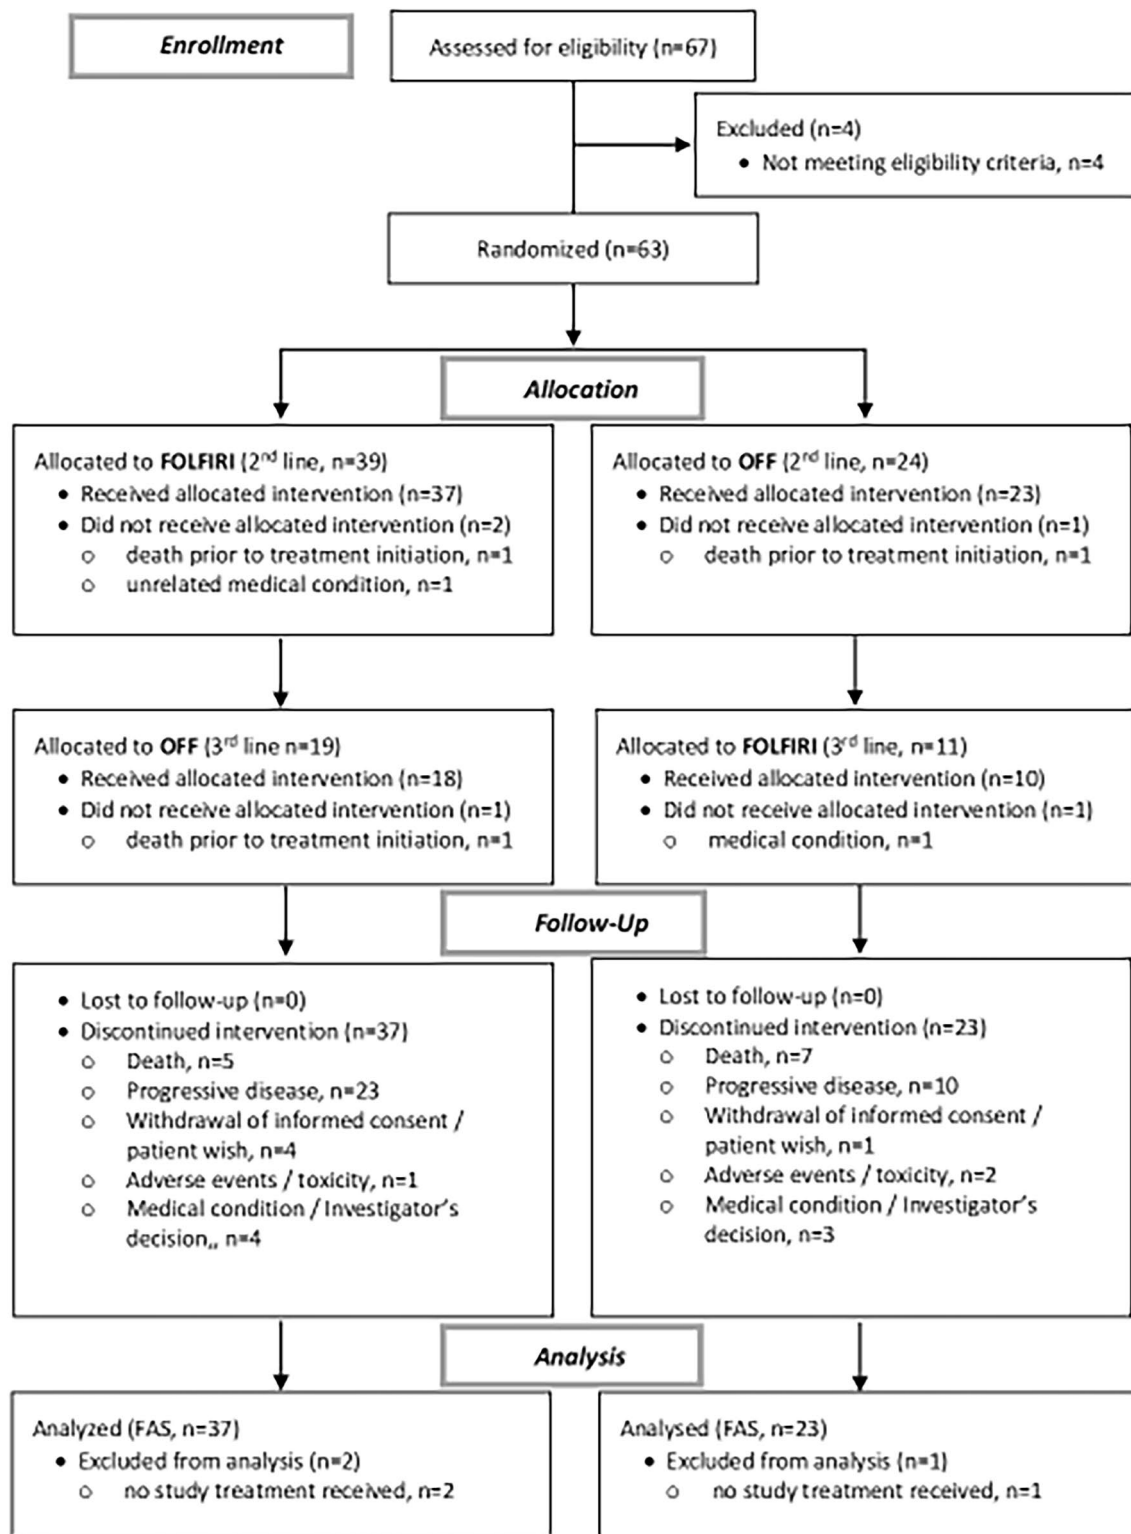 Enrollment
Assessed for eligibility (n=67)
Excluded (n=4)
• Not meeting eligibility criteria, n=4
Randomized (n=63)
Allocation
Allocated to FOLFIRI (2nd line, n=39)
• Received allocated intervention (n=37)
• Did not receive allocated intervention (n=2)
o death prior to treatment initiation, n=1
o unrelated medical condition, n=1
Allocated to OFF (2nd line, n=24)
• Received allocated intervention (n=23)
• Did not receive allocated intervention (n=1)
o death prior to treatment initiation, n=1
Allocated to OFF (3rd line n=19)
• Received allocated intervention (n=18)
• Did not receive allocated intervention (n=1)
o death prior to treatment initiation, n=1
Allocated to FOLFIRI (3rd line, n=11)
• Received allocated intervention (n=10)
• Did not receive allocated intervention (n=1)
o medical condition, n=1
Follow-Up
• Lost to follow-up (n=0)
• Discontinued intervention (n=37)
o Death, n=5
o Progressive disease, n=23
o Withdrawal of informed consent /
patient wish, n=4
o Adverse events / toxicity, n=1
o Medical condition / Investigator's
decision,, n=4
• Lost to follow-up (n=0)
• Discontinued intervention (n=23)
o Death, n=7
o Progressive disease, n=10
o Withdrawal of informed consent /
patient wish, n=1
o Adverse events / toxicity, n=2
o Medical condition / Investigator's
decision, n=3
Analysis
Analyzed (FAS, n=37)
• Excluded from analysis (n=2)
o no study treatment received, n=2
Analysed (FAS, n=23)
• Excluded from analysis (n=1)
o no study treatment received, n=1